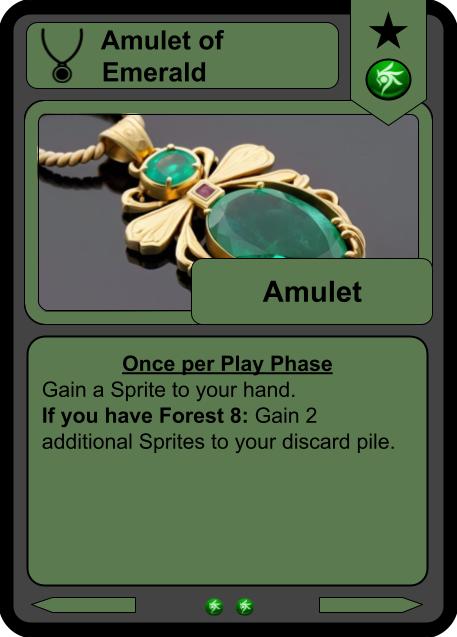 Amulet of
Emerald
Amulet
Once per Play Phase
Gain a Sprite to your hand.
If you have Forest 8: Gain 2
additional Sprites to your discard pile.